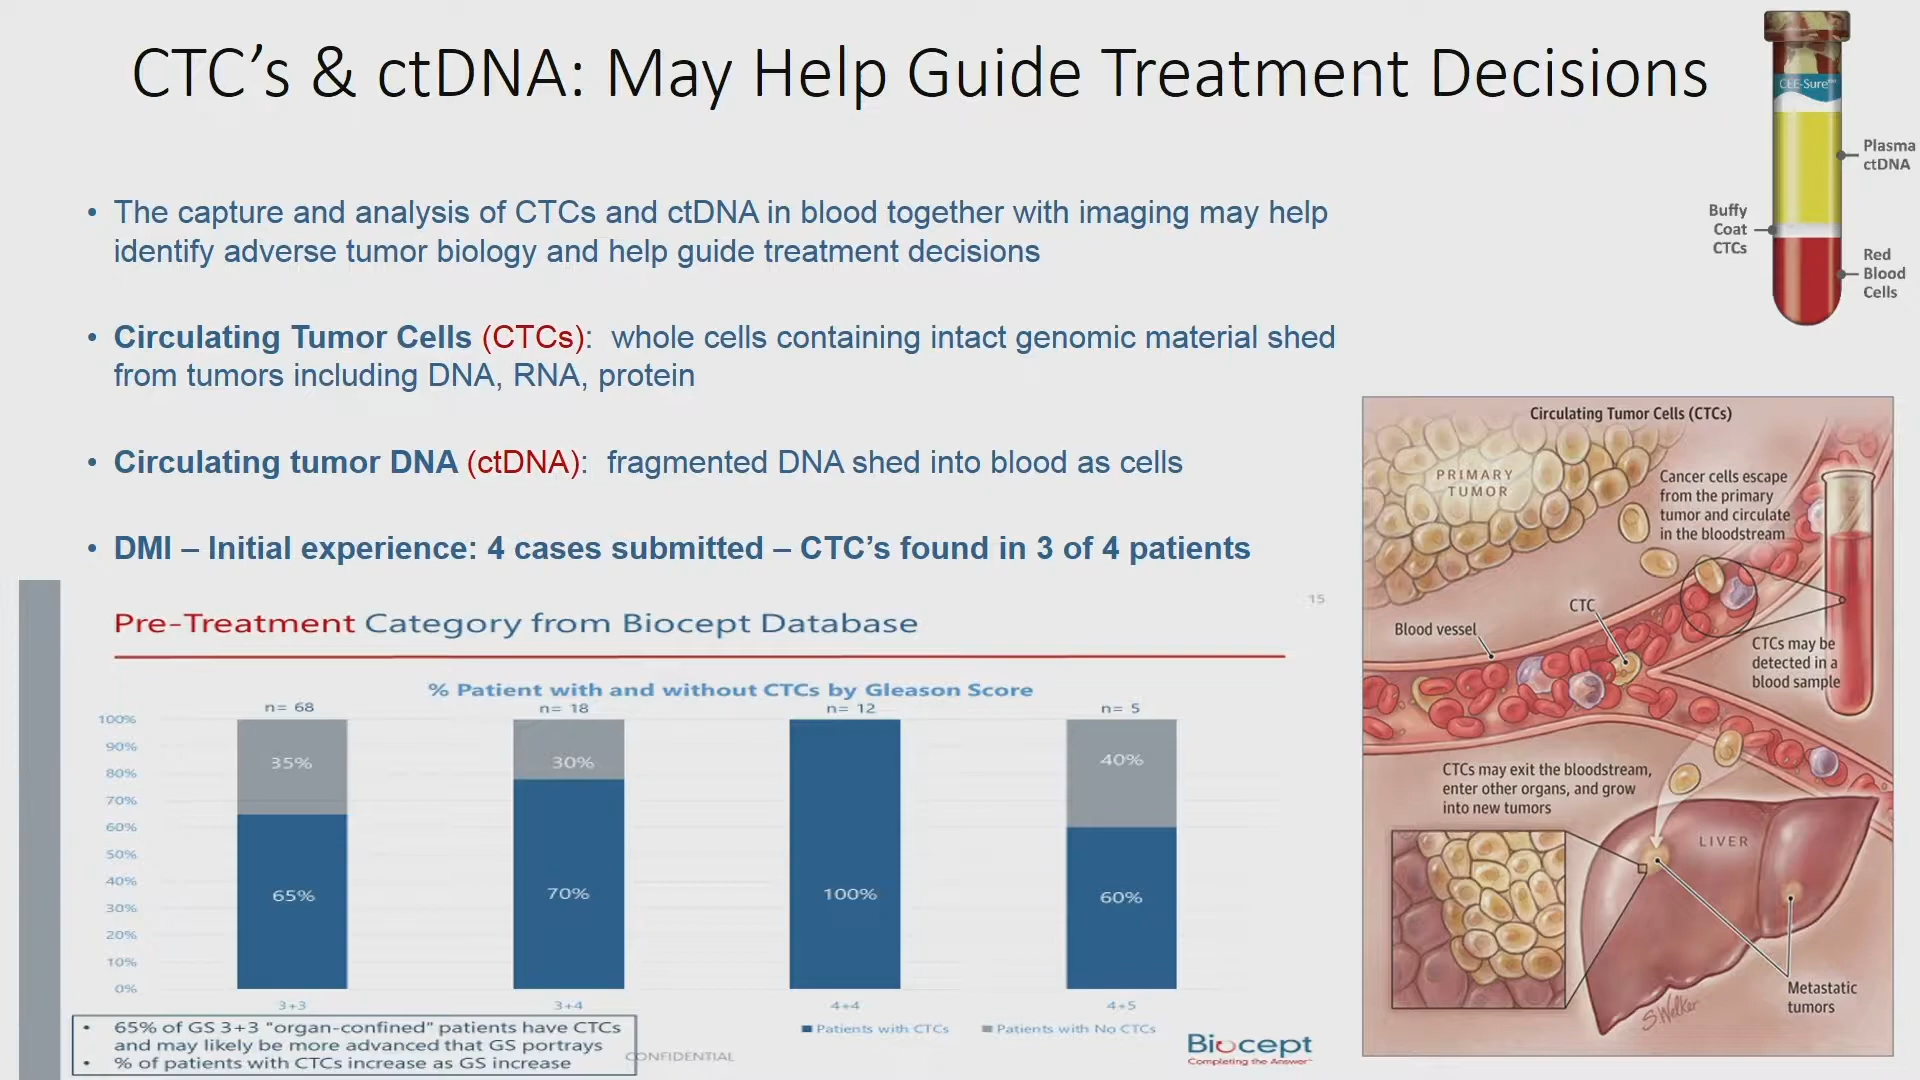 CTC’s & ctDNA: May Help Guide Treatment Decisions
CEE-Sure™
Plasma
ctDNA
Buffy
Coat
CTCs
Red
Blood
Cells
• The capture and analysis of CTCs and ctDNA in blood together with imaging may help
identify adverse tumor biology and help guide treatment decisions
• Circulating Tumor Cells (CTCs): whole cells containing intact genomic material shed
from tumors including DNA, RNA, protein
• Circulating tumor DNA (ctDNA): fragmented DNA shed into blood as cells
• DMI – Initial experience: 4 cases submitted – CTC’s found in 3 of 4 patients
15
Pre-Treatment Category from Biocept Database
% Patient with and without CTCs by Gleason Score
n= 68
n= 18
n= 12
n= 5
100%
90%
80%
70%
60%
50%
40%
30%
20%
10%
0%
35%
30%
40%
65%
70%
100%
60%
3+3
3+4
4+4
4+5
Patients with CTCs
Patients with No CTCs
• 65% of GS 3+3 "organ-confined" patients have CTCs
and may likely be more advanced that GS portrays
• % of patients with CTCs increase as GS increase
CONFIDENTIAL
Biocept
Completing the Answer™
Circulating Tumor Cells (CTCs)
PRIMARY
TUMOR
Cancer cells escape
from the primary
tumor and circulate
in the bloodstream
CTC
Blood vessel
CTCs may be
detected in a
blood sample
CTCs may exit the bloodstream,
enter other organs, and grow
into new tumors
LIVER
Metastatic
tumors
S.Welker